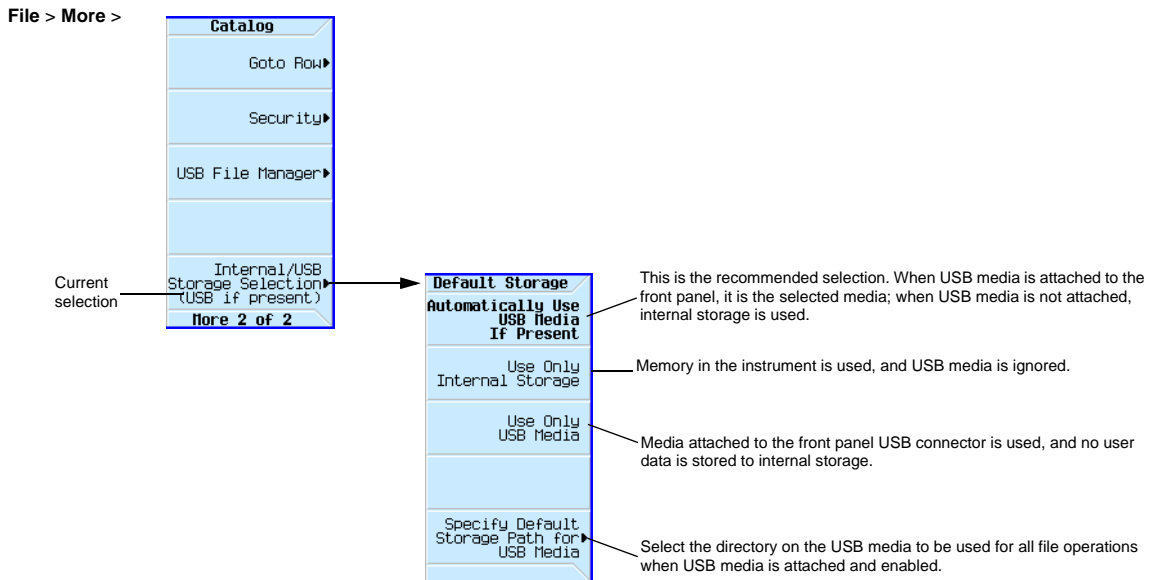 File > More >
Catalog
Goto Row
Security
USB File Manager
Internal/USB
Storage Selection
(USB if present)
More 2 of 2
Current
selection
Default Storage
Automatically Use
USB Media
If Present
Use Only
Internal Storage
Use Only
USB Media
Specify Default
Storage Path for
USB Media
This is the recommended selection. When USB media is attached to the
front panel, it is the selected media; when USB media is not attached,
internal storage is used.
Memory in the instrument is used, and USB media is ignored.
Media attached to the front panel USB connector is used, and no user
data is stored to internal storage.
Select the directory on the USB media to be used for all file operations
when USB media is attached and enabled.